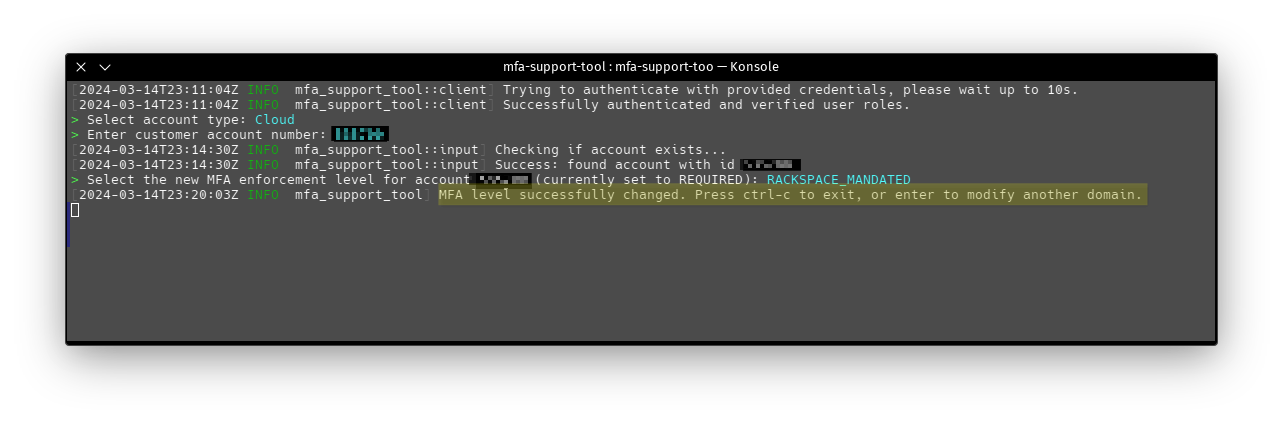 mfa-support-tool : mfa-support-too — Konsole
[2024-03-14T23:11:04Z INFO  mfa_support_tool::client] Trying to authenticate with provided credentials, please wait up to 10s.
[2024-03-14T23:11:04Z INFO  mfa_support_tool::client] Successfully authenticated and verified user roles.
> Select account type: Cloud
> Enter customer account number:
[2024-03-14T23:14:30Z INFO  mfa_support_tool::input] Checking if account exists...
[2024-03-14T23:14:30Z INFO  mfa_support_tool::input] Success: found account with id
> Select the new MFA enforcement level for account (currently set to REQUIRED): RACKSPACE_MANDATED
[2024-03-14T23:20:03Z INFO  mfa_support_tool] MFA level successfully changed. Press ctrl-c to exit, or enter to modify another domain.